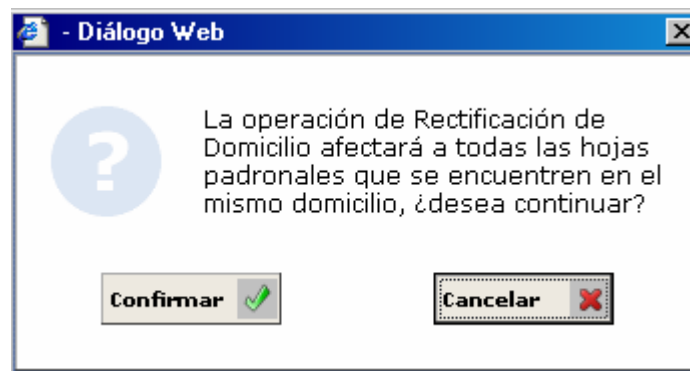 - Diálogo Web
La operación de Rectificación de
Domicilio afectará a todas las hojas
padronales que se encuentren en el
mismo domicilio, ¿desea continuar?
Confirmar
Cancelar